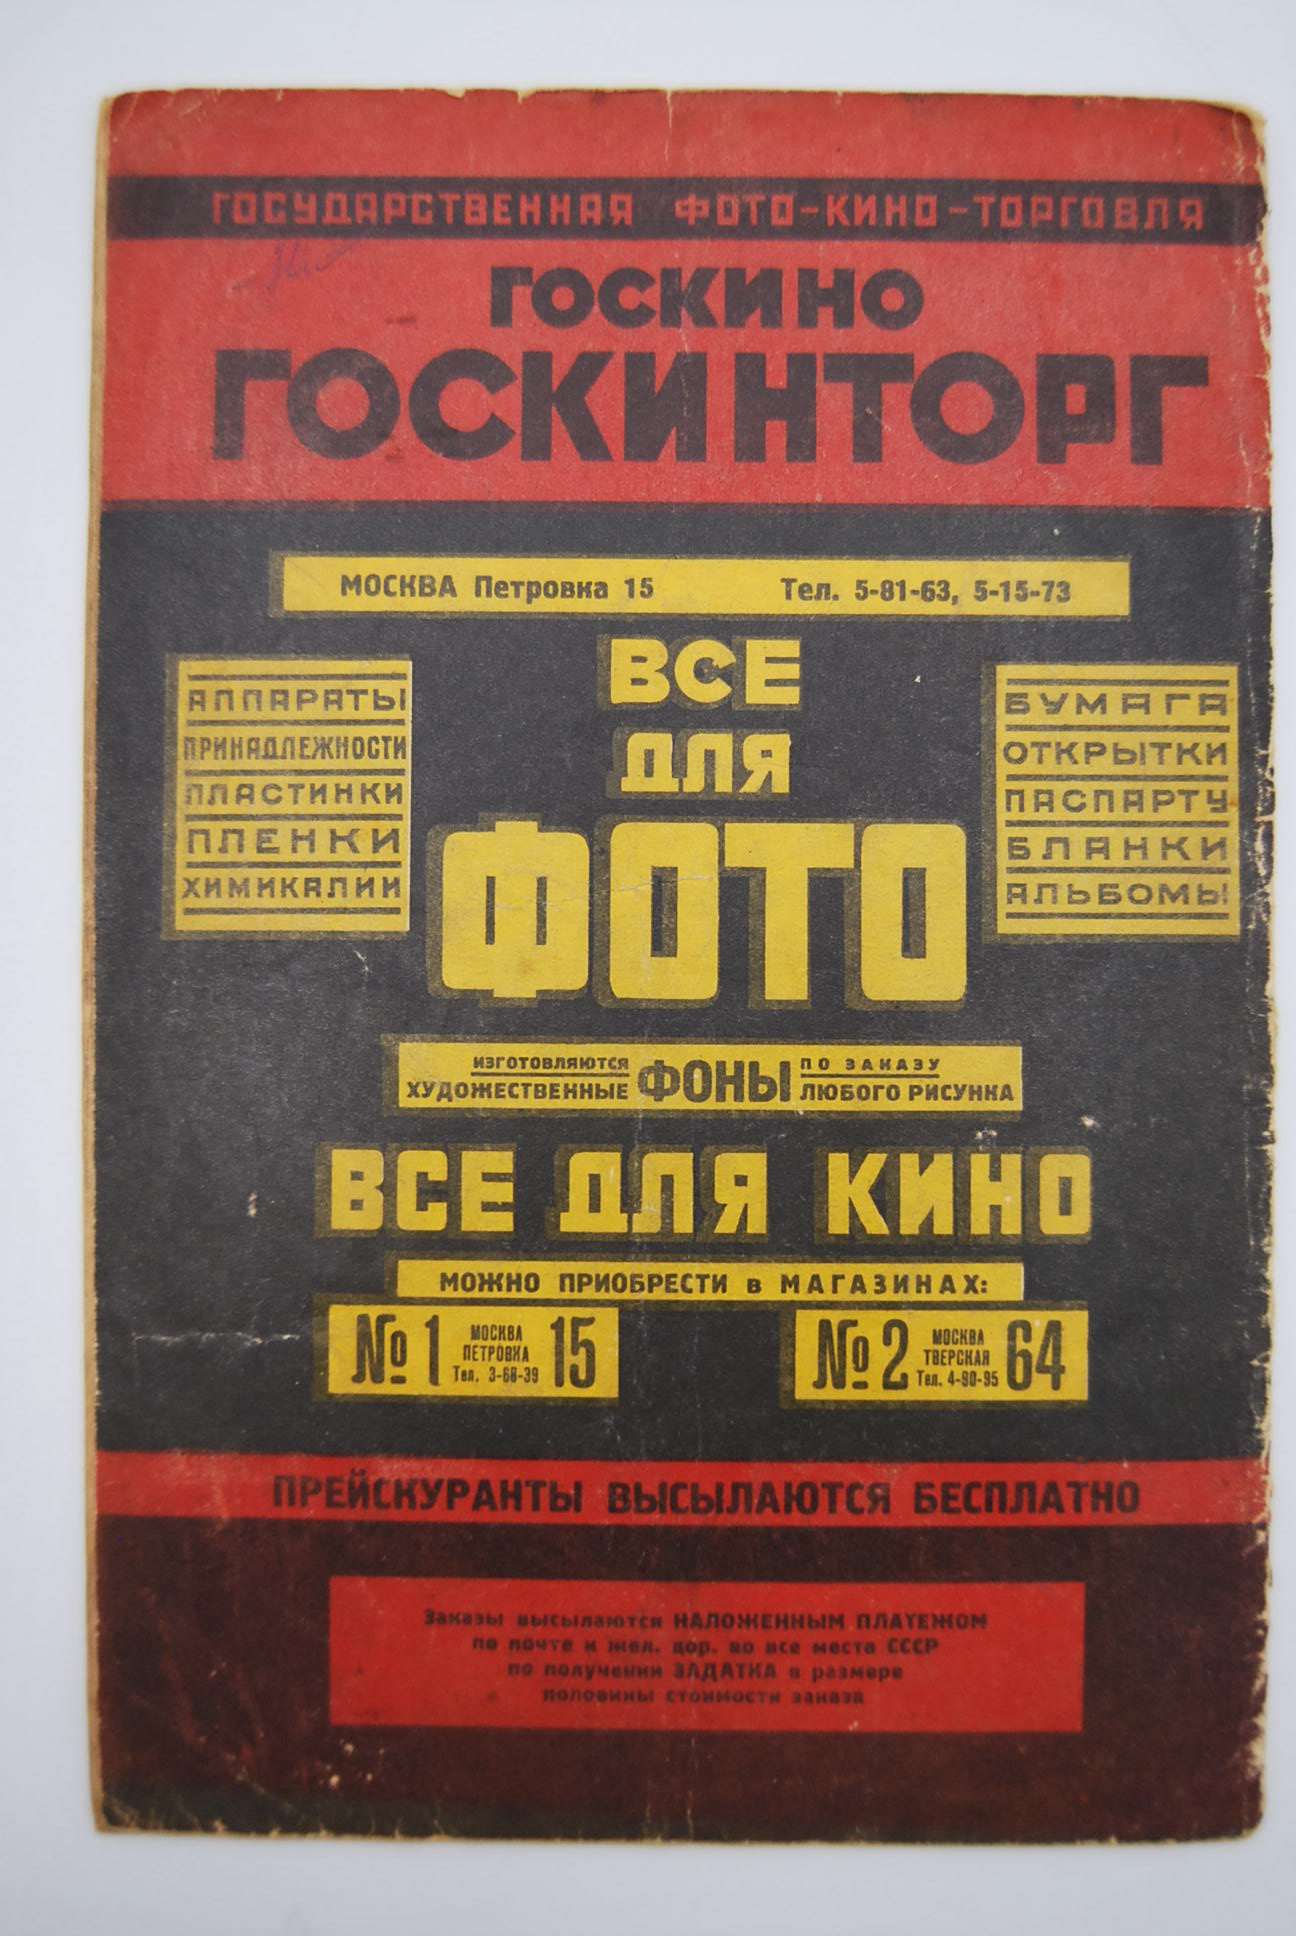 ГОСУДАРСТВЕННАЯ ФОТО-КИНО-ТОРГОВЛЯ
ГОСКИНО
ГОСКИНТОРГ
МОСКВА Петровка 15 Тел. 5-81-63, 5-15-73
ВСЕ
ДЛЯ
ФОТО
АППАРАТЫ
ПРИНАДЛЕЖНОСТИ
ПЛАСТИНКИ
ПЛЕНКИ
ХИМИКАЛИИ
БУМАГА
ОТКРЫТКИ
ПАСПАРТУ
БЛАНКИ
АЛЬБОМЫ
ИЗГОТОВЛЯЮТСЯ
ХУДОЖЕСТВЕННЫЕ
ФОНЫ
ПО ЗАКАЗУ
ЛЮБОГО РИСУНКА
ВСЕ ДЛЯ КИНО
МОЖНО ПРИОБРЕСТИ в МАГАЗИНАХ:
№ 1
МОСКВА
ПЕТРОВКА
Тел. 3-68-39
15
№ 2
МОСКВА
ТВЕРСКАЯ
Тел. 4-90-95
64
ПРЕЙСКУРАНТЫ ВЫСЫЛАЮТСЯ БЕСПЛАТНО
Заказы высылаются НАЛОЖЕННЫМ ПЛАТЕЖОМ
по почте и жел. дор. во все места СССР
по получении ЗАДАТКА в размере
половины стоимости заказа